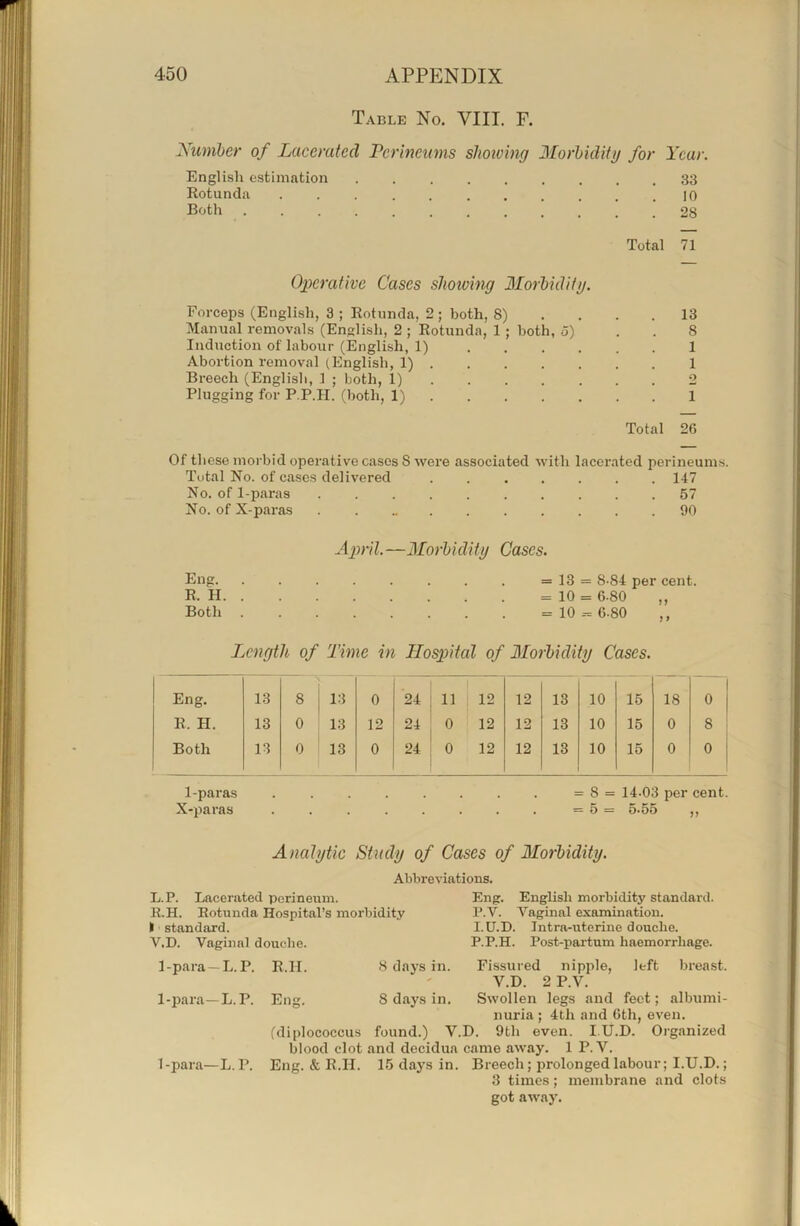 450 APPENDIX
Table No. VIII. F.
Number of Lacerated Perineums showing Morbidity for Year.
English estimation . . . . . . . . . 33
Rotunda . . . . . . . . . . . 10
Both . . . . . . . . . . . . 28
Total 71
Operative Cases showing Morbidity.
Forceps (English, 3 ; Rotunda, 2 ; both, 8) . . . . 13
Manual removals (English, 2 ; Rotunda, 1 ; both, 5) . . 8
Induction of labour (English, 1) . . . . . . 1
Abortion removal (English, 1) . . . . . . . 1
Breech (English, 1 ; both, 1) . . . . . . . 2
Plugging for P.P.H. (both, 1) . . . . . . . 1
Total 26
Of these morbid operative cases 8 were associated with lacerated perineums.
Total No. of cases delivered . . . . . . . 147
No. of 1-paras . . . . . . . . . . 57
No. of X-paras . . . . . . . . . . 90
April.—Morbidity Cases.
Eng. . . . . . . . . = 13 = 8.84 per cent.
R. H. . . . . . . . . = 10 = 6.80 ,,
Both . . . . . . . . = 10 = 6.80 ,,
Length of Time in Hospital of Morbidity Cases.
Eng. 13 8 13 0 24 11 12 12 13 10 15 18 0
R. H. 13 0 13 12 24 0 12 12 13 10 15 0 8
Both 13 0 13 0 24 0 12 12 13 10 15 0 0
1-paras . . . . . . . . = 8 = 14.03 per cent.
X-paras . . . . . . . . = 5 = 5.55 ,,
Analytic Study of Cases of Morbidity.
Abbreviations.
L.P. Lacerated perineum. Eng. English morbidity standard.
R.H. Rotunda Hospital's morbidity P.V. Vaginal examination.
standard. I.U.D. Intra-uterine douche.
V.D. Vaginal douche. P.P.H. Post-partum haemorrhage.
1-para—L.P. R.H. 8 days in. Fissured nipple, left breast.
V.D. 2 P.V.
1-para—L.P. Eng. 8 days in. Swollen legs and feet; albumi-
nuria ; 4th and 6th, even.
(diplococcus found.) V.D. 9th even. I.U.D. Organized
blood clot and decidua came away. 1 P.V.
1-para—L.P. Eng. & R.H. 15 days in. Breech; prolonged labour; I.U.D.;
3 times ; membrane and clots
got away.